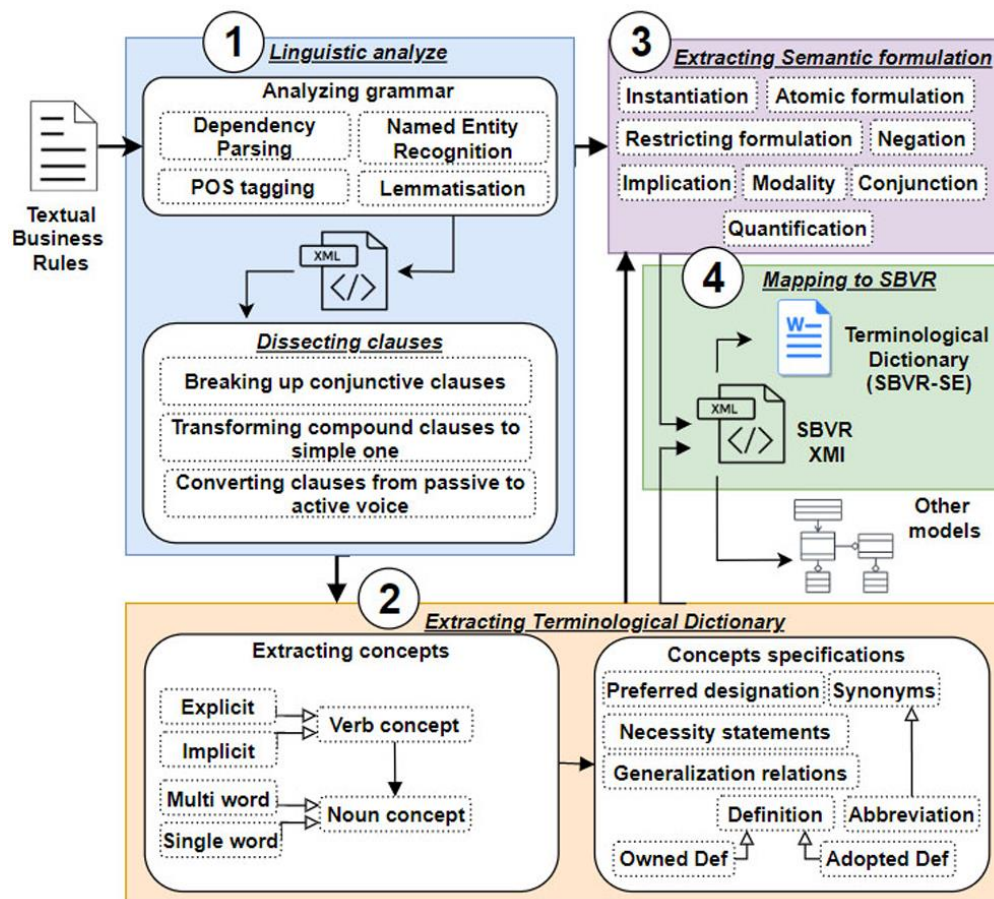 1
Linguistic analyze
Analyzing grammar
Dependency
Parsing
Named Entity
Recognition
POS tagging
Lemmatisation
Textual
Business
Rules
XML
</>
Dissecting clauses
Breaking up conjunctive clauses
Transforming compound clauses to
simple one
Converting clauses from passive to
active voice
2
Extracting Terminological Dictionary
Extracting concepts
Explicit
Implicit
Verb concept
Multi word
Single word
Noun concept
Concepts specifications
Preferred designation
Synonyms
Necessity statements
Generalization relations
Definition
Abbreviation
Owned Def
Adopted Def
3
Extracting Semantic formulation
Instantiation
Atomic formulation
Restricting formulation
Negation
Implication
Modality
Conjunction
Quantification
4
Mapping to SBVR
W
Terminological
Dictionary
(SBVR-SE)
XML
</>
SBVR
XMI
Other
models